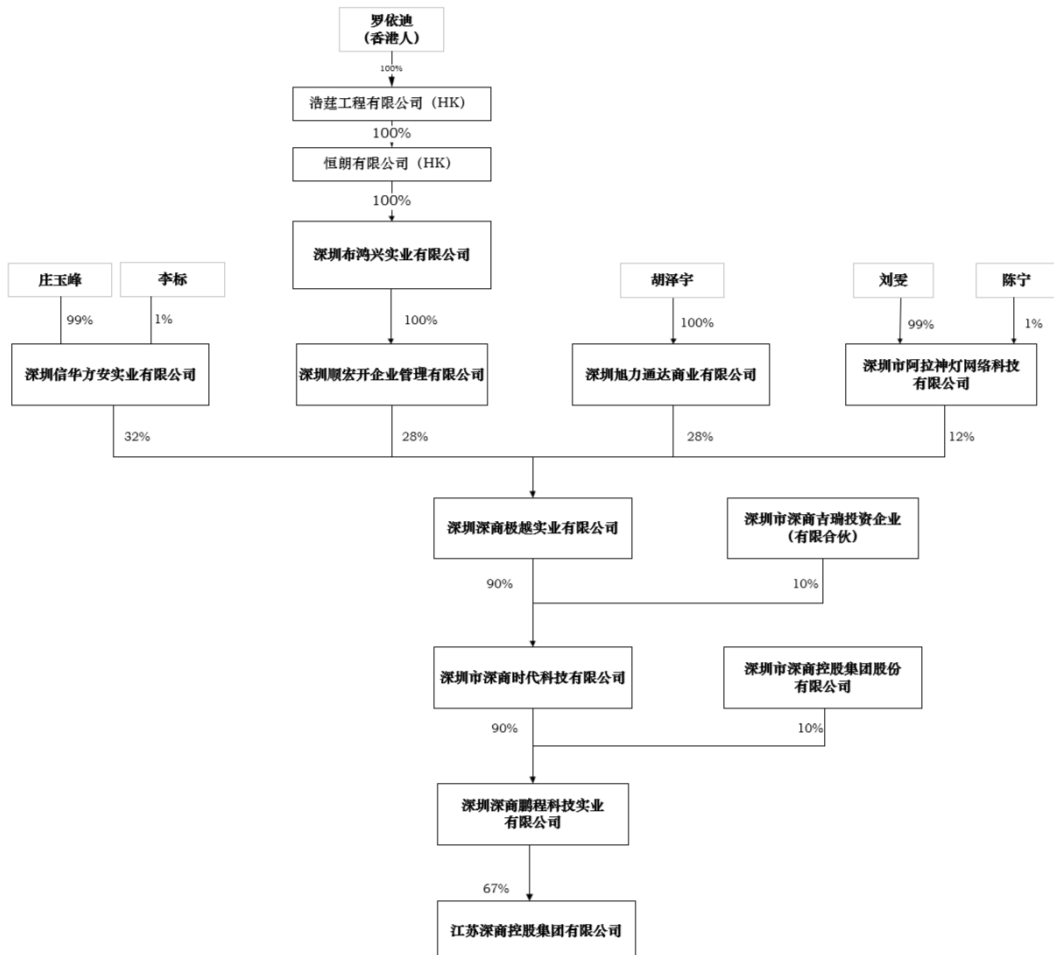 罗依迪
(香港人)
100%
浩莛工程有限公司（HK）
100%
恒朗有限公司（HK）
100%
深圳布鸿兴实业有限公司
庄玉峰
李标
胡泽宇
刘雯
陈宁
99%
1%
100%
100%
99%
1%
深圳信华方安实业有限公司
深圳顺宏开企业管理有限公司
深圳旭力通达商业有限公司
深圳市阿拉神灯网络科技
有限公司
32%
28%
28%
12%
深圳深商极越实业有限公司
深圳市深商吉瑞投资企业
(有限合伙)
90%
10%
深圳市深商时代科技有限公司
深圳市深商控股集团股份
有限公司
90%
10%
深圳深商鹏程科技实业
有限公司
67%
江苏深商控股集团有限公司